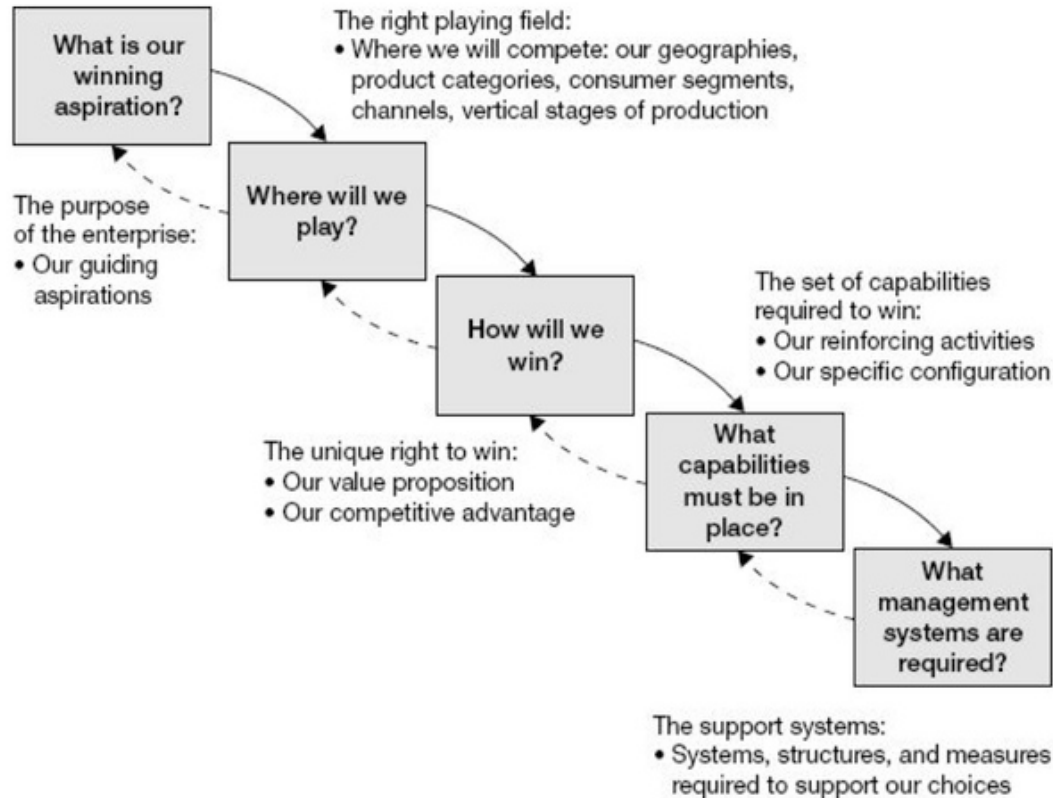 What is our
winning
aspiration?
The right playing field:
• Where we will compete: our geographies,
product categories, consumer segments,
channels, vertical stages of production
Where will we
play?
The purpose
of the enterprise:
• Our guiding
aspirations
How will we
win?
The set of capabilities
required to win:
• Our reinforcing activities
• Our specific configuration
The unique right to win:
• Our value proposition
• Our competitive advantage
What
capabilities
must be in
place?
What
management
systems are
required?
The support systems:
• Systems, structures, and measures
required to support our choices